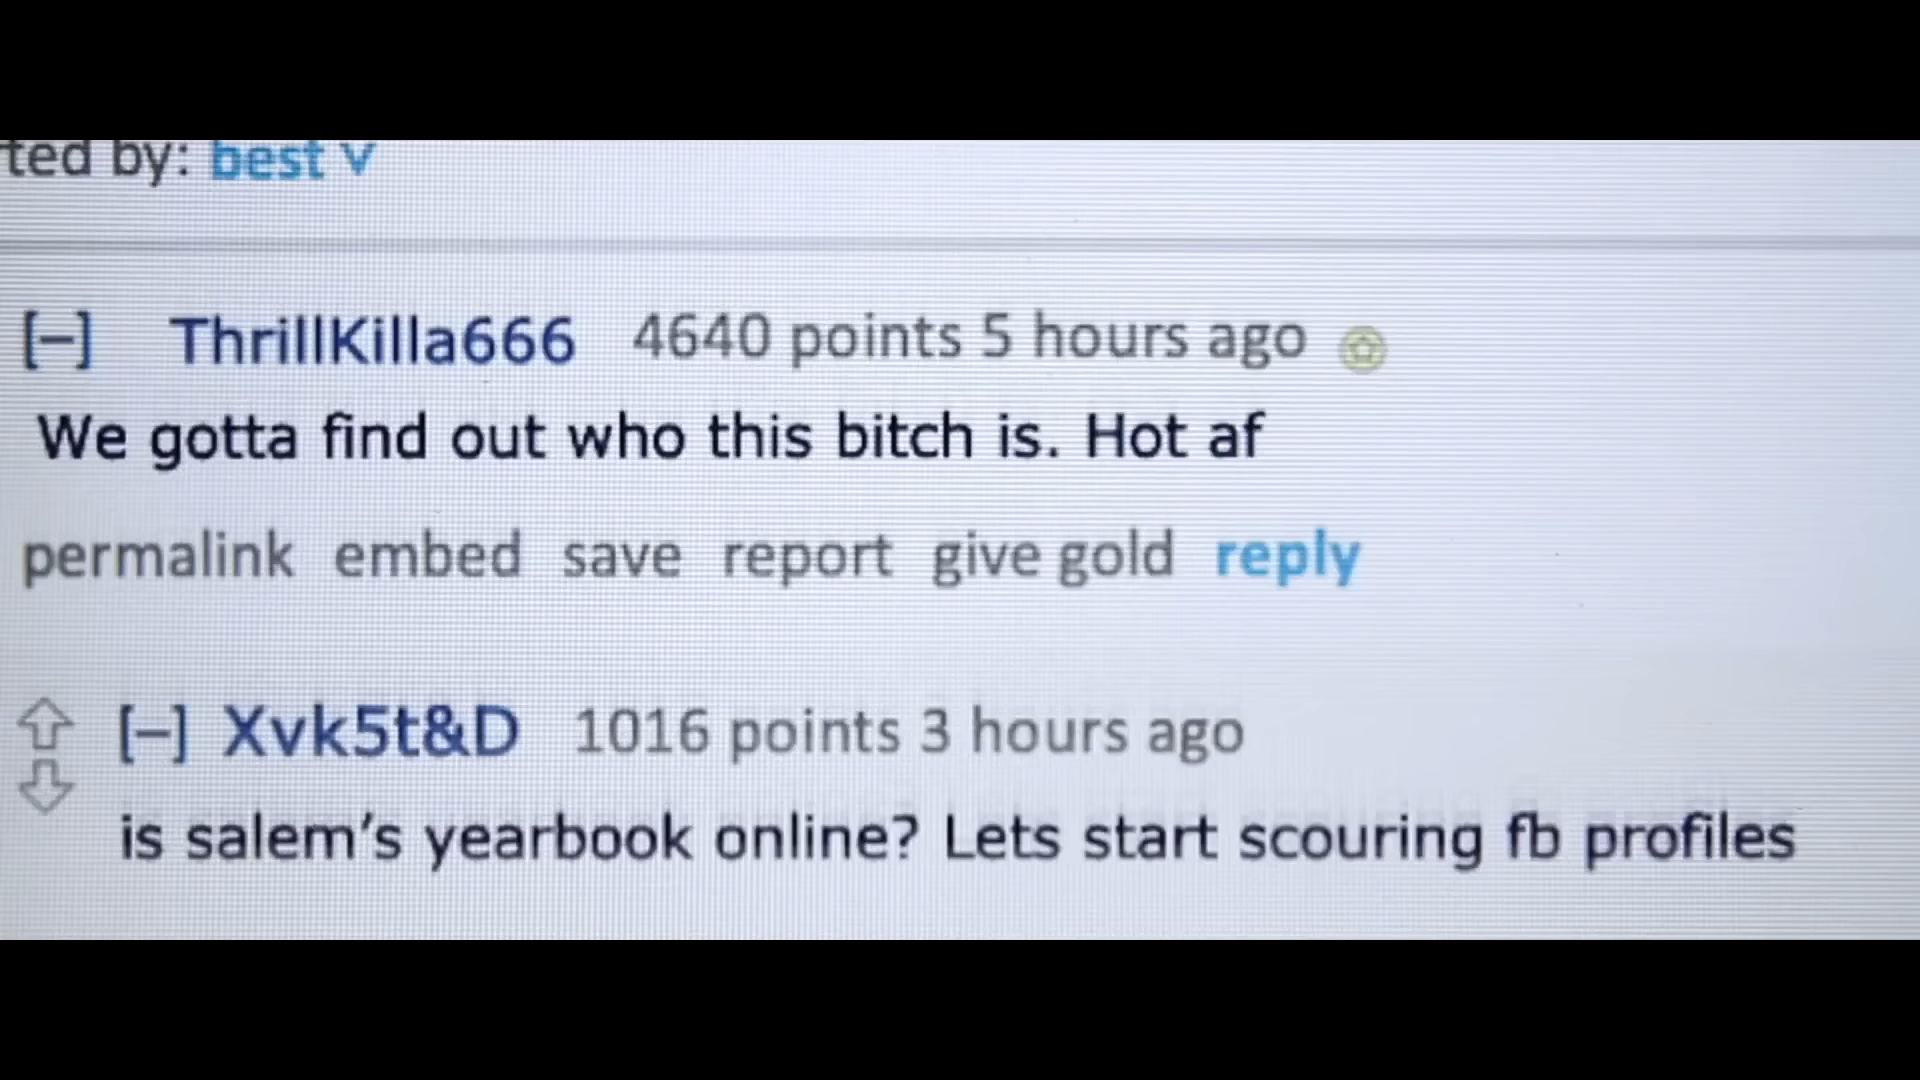 ted by: best v
[–] ThrillKilla666 4640 points 5 hours ago
We gotta find out who this bitch is. Hot af
permalink embed save report give gold reply
[–] Xvk5t&D 1016 points 3 hours ago
is salem’s yearbook online? Lets start scouring fb profiles